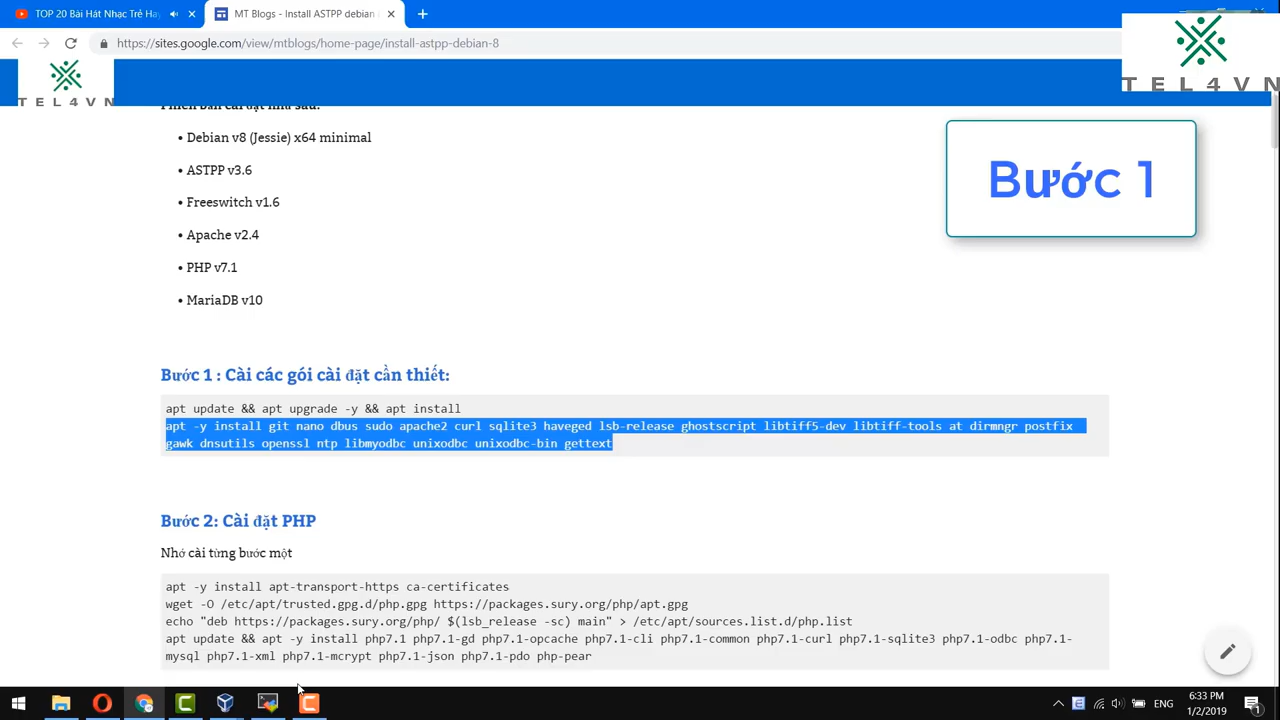 TOP 20 Bài Hát Nhạc Trẻ Hay
MT Blogs - Install ASTPP debian
https://sites.google.com/view/mtblogs/home-page/install-astpp-debian-8
TEL4VN
TEL4VN
Phiên bản cài đặt như sau:
• Debian v8 (Jessie) x64 minimal
• ASTPP v3.6
• Freeswitch v1.6
• Apache v2.4
• PHP v7.1
• MariaDB v10
Bước 1
Bước 1 : Cài các gói cài đặt cần thiết:
apt update && apt upgrade -y && apt install
apt -y install git nano dbus sudo apache2 curl sqlite3 haveged lsb-release ghostscript libtiff5-dev libtiff-tools at dirmngr postfix
gawk dnsutils openssl ntp libmyodbc unixodbc unixodbc-bin gettext
Bước 2: Cài đặt PHP
Nhớ cài từng bước một
apt -y install apt-transport-https ca-certificates
wget -O /etc/apt/trusted.gpg.d/php.gpg https://packages.sury.org/php/apt.gpg
echo "deb https://packages.sury.org/php/ $(lsb_release -sc) main" > /etc/apt/sources.list.d/php.list
apt update && apt -y install php7.1 php7.1-gd php7.1-opcache php7.1-cli php7.1-common php7.1-curl php7.1-sqlite3 php7.1-odbc php7.1-
mysql php7.1-xml php7.1-mcrypt php7.1-json php7.1-pdo php-pear
ENG
6:33 PM
1/2/2019
1